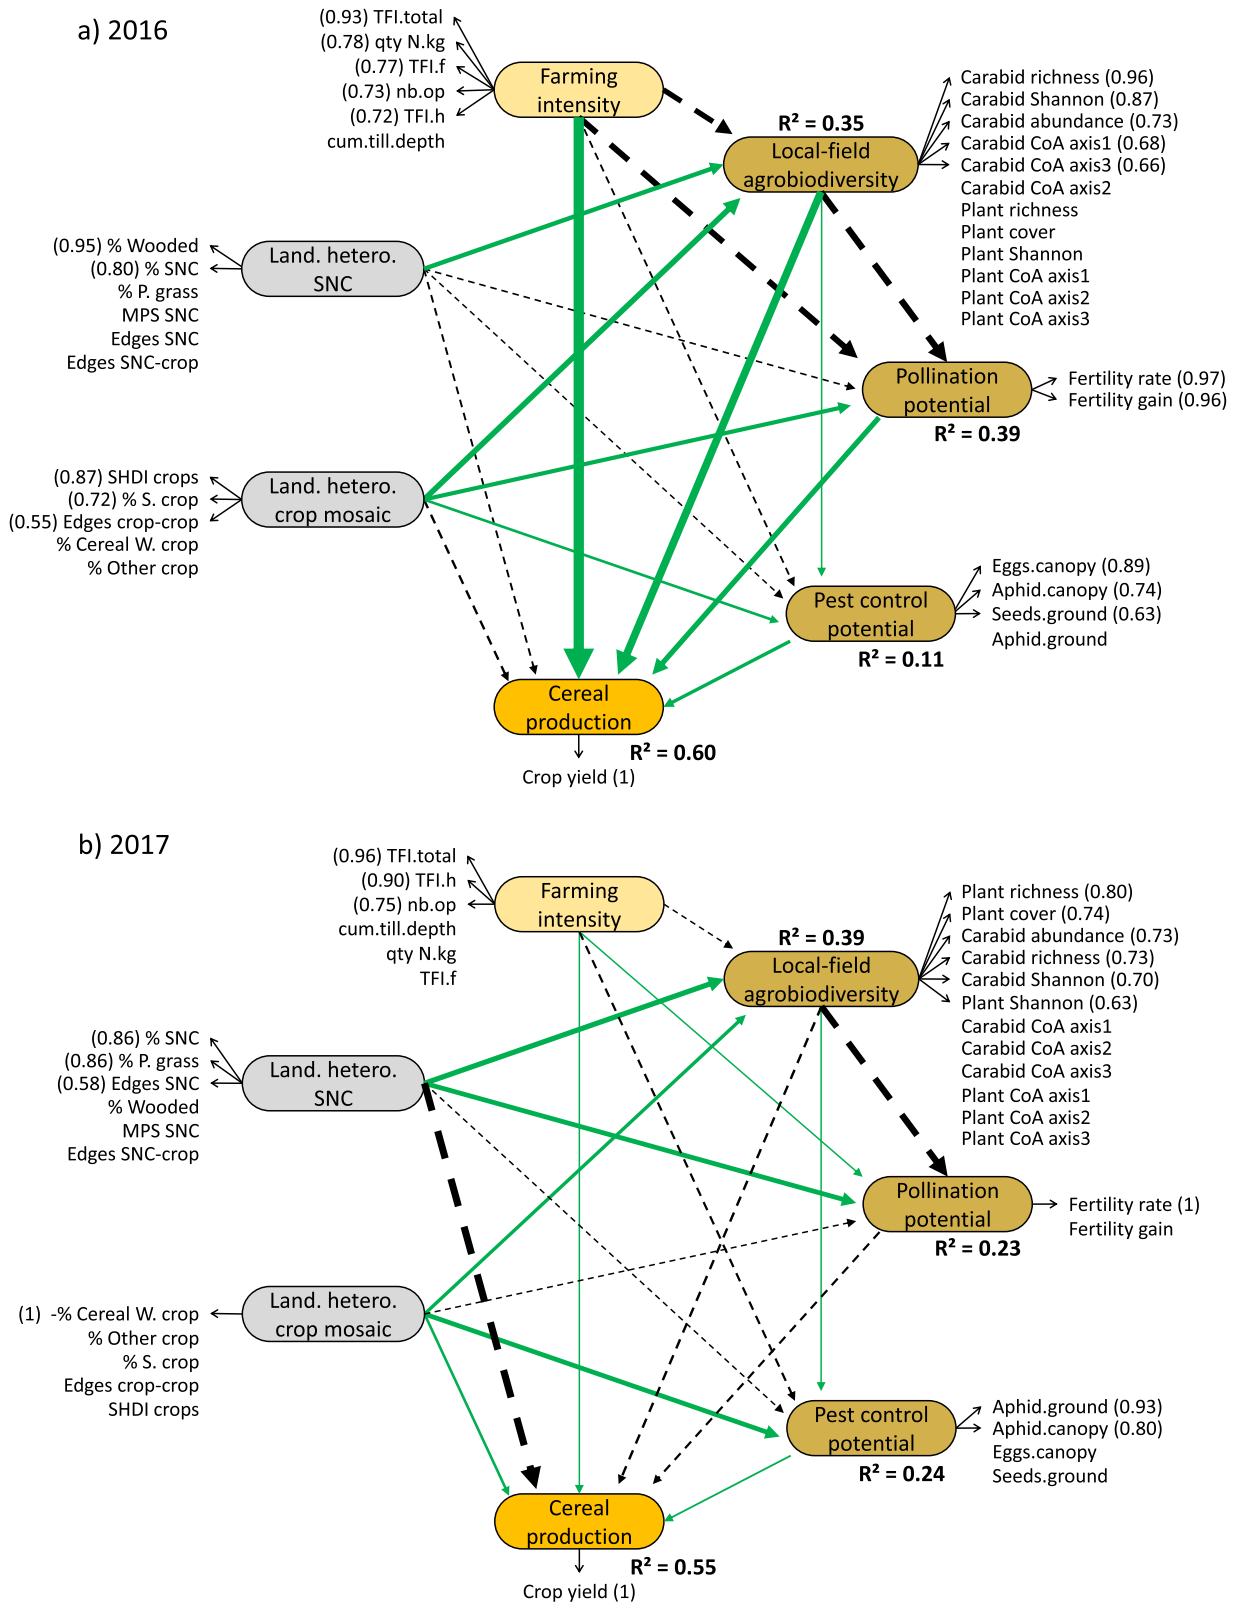 a) 2016
(0.93) TFI.total
(0.78) qty N.kg
(0.77) TFI.f
(0.73) nb.op
(0.72) TFI.h
cum.till.depth
Farming
intensity
R² = 0.35
Local-field
agrobiodiversity
Carabid richness (0.96)
Carabid Shannon (0.87)
Carabid abundance (0.73)
Carabid CoA axis1 (0.68)
Carabid CoA axis3 (0.66)
Carabid CoA axis2
Plant richness
Plant cover
Plant Shannon
Plant CoA axis1
Plant CoA axis2
Plant CoA axis3
(0.95) % Wooded
(0.80) % SNC
% P. grass
MPS SNC
Edges SNC
Edges SNC-crop
Land. hetero.
SNC
Pollination
potential
R² = 0.39
Fertility rate (0.97)
Fertility gain (0.96)
(0.87) SHDI crops
(0.72) % S. crop
(0.55) Edges crop-crop
% Cereal W. crop
% Other crop
Land. hetero.
crop mosaic
Pest control
potential
R² = 0.11
Eggs.canopy (0.89)
Aphid.canopy (0.74)
Seeds.ground (0.63)
Aphid.ground
Cereal
production
R² = 0.60
Crop yield (1)
b) 2017
(0.96) TFI.total
(0.90) TFI.h
(0.75) nb.op
cum.till.depth
qty N.kg
TFI.f
Farming
intensity
R² = 0.39
Local-field
agrobiodiversity
Plant richness (0.80)
Plant cover (0.74)
Carabid abundance (0.73)
Carabid richness (0.73)
Carabid Shannon (0.70)
Plant Shannon (0.63)
Carabid CoA axis1
Carabid CoA axis2
Carabid CoA axis3
Plant CoA axis1
Plant CoA axis2
Plant CoA axis3
(0.86) % SNC
(0.86) % P. grass
(0.58) Edges SNC
% Wooded
MPS SNC
Edges SNC-crop
Land. hetero.
SNC
Pollination
potential
R² = 0.23
Fertility rate (1)
Fertility gain
(1) -% Cereal W. crop
% Other crop
% S. crop
Edges crop-crop
SHDI crops
Land. hetero.
crop mosaic
Pest control
potential
R² = 0.24
Aphid.ground (0.93)
Aphid.canopy (0.80)
Eggs.canopy
Seeds.ground
Cereal
production
R² = 0.55
Crop yield (1)